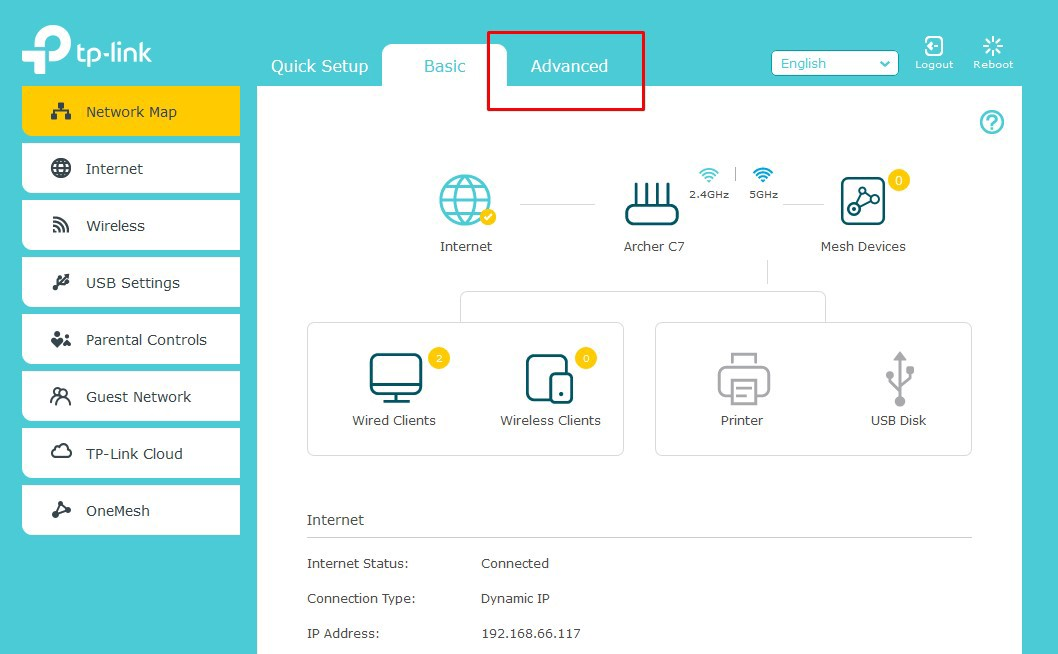 tp-link
Quick Setup Basic Advanced English Logout Reboot
Network Map
Internet
Wireless
USB Settings
Parental Controls
Guest Network
TP-Link Cloud
OneMesh
?
2.4GHz | 5GHz
0
Internet Archer C7 Mesh Devices
2 0
Wired Clients Wireless Clients Printer USB Disk
Internet
Internet Status: Connected
Connection Type: Dynamic IP
IP Address: 192.168.66.117